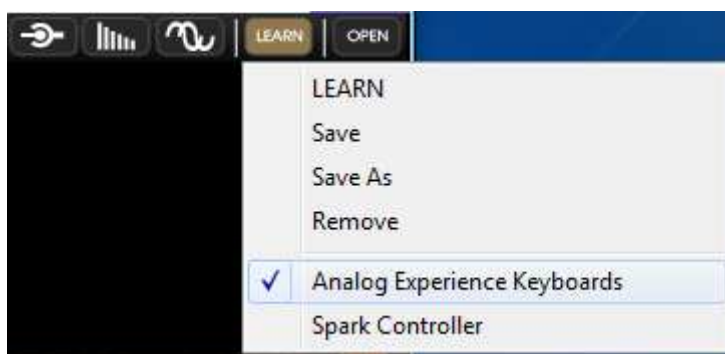 LEARN OPEN
LEARN
Save
Save As
Remove
Analog Experience Keyboards
Spark Controller